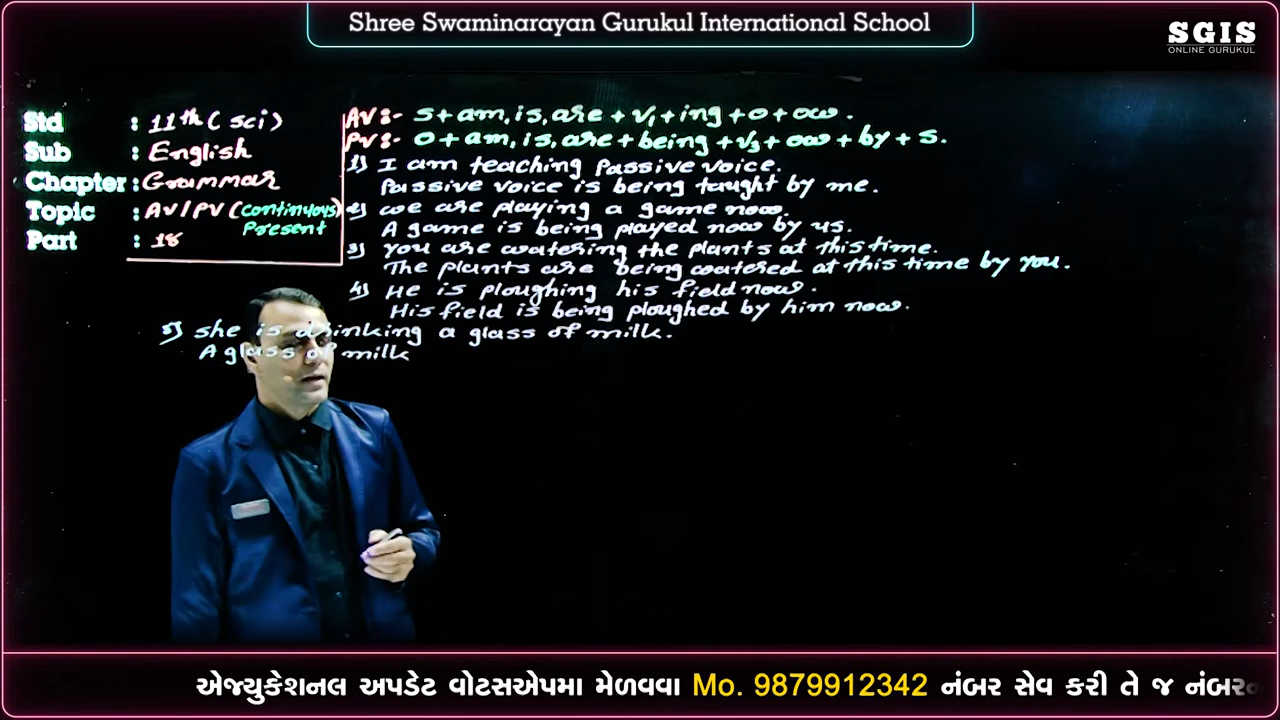 Shree Swaminarayan Gurukul International School
SGIS
ONLINE GURUKUL
Std : 11th (sci)
Sub : English
Chapter : Grammar
Topic : AV/PV (continuous Present
Part : 18
AV:- S+am, is, are + V1 + ing + O + OW.
PV:- O+am, is, are + being + V3 + OW + by + S.
1) I am teaching Passive voice.
Passive voice is being taught by me.
2) we are playing a game now.
A game is being played now by us.
3) you are watering the plants at this time.
The plants are being watered at this time by you.
4) He is ploughing his field now.
His field is being ploughed by him now.
5) she is drinking a glass of milk.
A glass of milk
એજ્યુકેશનલ અપડેટ વોટસએપમા મેળવવા Mo. 9879912342 નંબર સેવ કરી તે જ નંબર